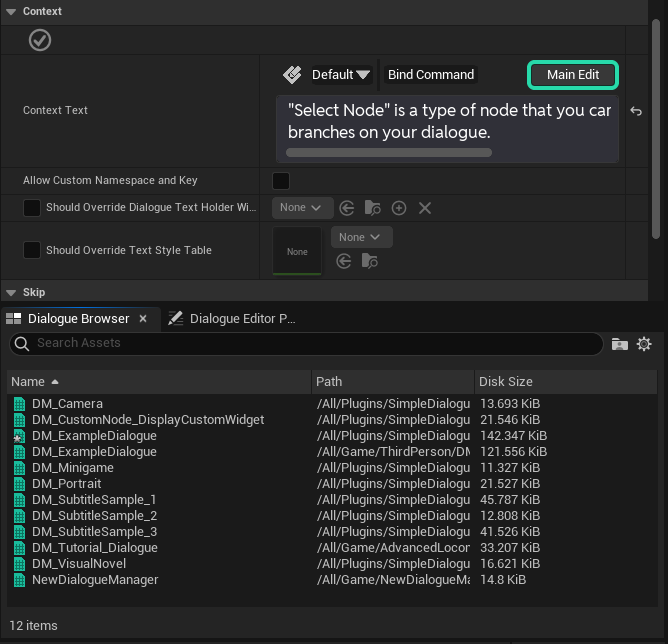 Context
Default
Bind Command
Main Edit
Context Text
"Select Node" is a type of node that you can
branches on your dialogue.
Allow Custom Namespace and Key
Should Override Dialogue Text Holder Wi...
None
Should Override Text Style Table
None
None
Skip
Dialogue Browser
Dialogue Editor P...
Search Assets
Name
Path
Disk Size
DM_Camera /All/Plugins/SimpleDialogu 13.693 KiB
DM_CustomNode_DisplayCustomWidget /All/Plugins/SimpleDialogu 21.546 KiB
DM_ExampleDialogue /All/Plugins/SimpleDialogu 142.347 KiB
DM_ExampleDialogue /All/Game/ThirdPerson/DM 121.556 KiB
DM_Minigame /All/Plugins/SimpleDialogu 11.327 KiB
DM_Portrait /All/Plugins/SimpleDialogu 21.527 KiB
DM_SubtitleSample_1 /All/Plugins/SimpleDialogu 45.787 KiB
DM_SubtitleSample_2 /All/Plugins/SimpleDialogu 12.808 KiB
DM_SubtitleSample_3 /All/Plugins/SimpleDialogu 41.526 KiB
DM_Tutorial_Dialogue /All/Game/AdvancedLocon 33.207 KiB
DM_VisualNovel /All/Plugins/SimpleDialogu 16.621 KiB
NewDialogueManager /All/Game/NewDialogueMa 14.8 KiB
12 items